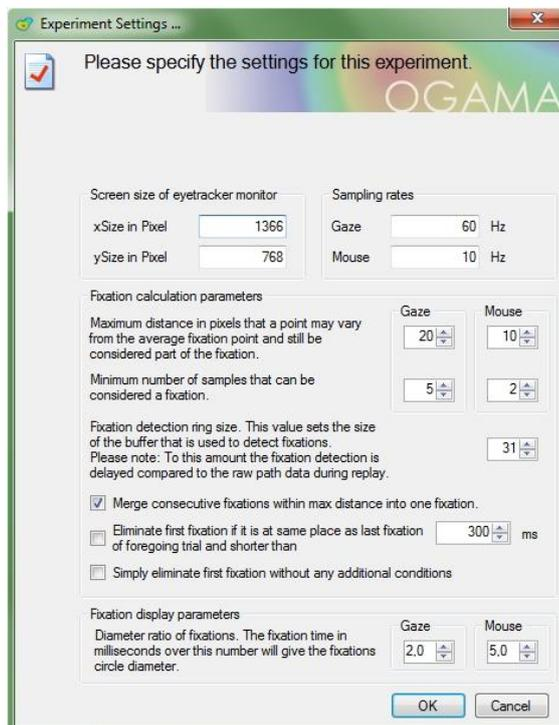 Experiment Settings ...
Please specify the settings for this experiment.
OGAMA
Screen size of eyetracker monitor
xSize in Pixel 1366
ySize in Pixel 768
Sampling rates
Gaze 60 Hz
Mouse 10 Hz
Fixation calculation parameters
Gaze Mouse
Maximum distance in pixels that a point may vary
from the average fixation point and still be
considered part of the fixation.
20 10
Minimum number of samples that can be
considered a fixation.
5 2
Fixation detection ring size. This value sets the size
of the buffer that is used to detect fixations.
Please note: To this amount the fixation detection is
delayed compared to the raw path data during replay.
31
Merge consecutive fixations within max distance into one fixation.
Eliminate first fixation if it is at same place as last fixation
of foregoing trial and shorter than
300 ms
Simply eliminate first fixation without any additional conditions
Fixation display parameters
Gaze Mouse
Diameter ratio of fixations. The fixation time in
milliseconds over this number will give the fixations
circle diameter.
2,0 5,0
OK Cancel